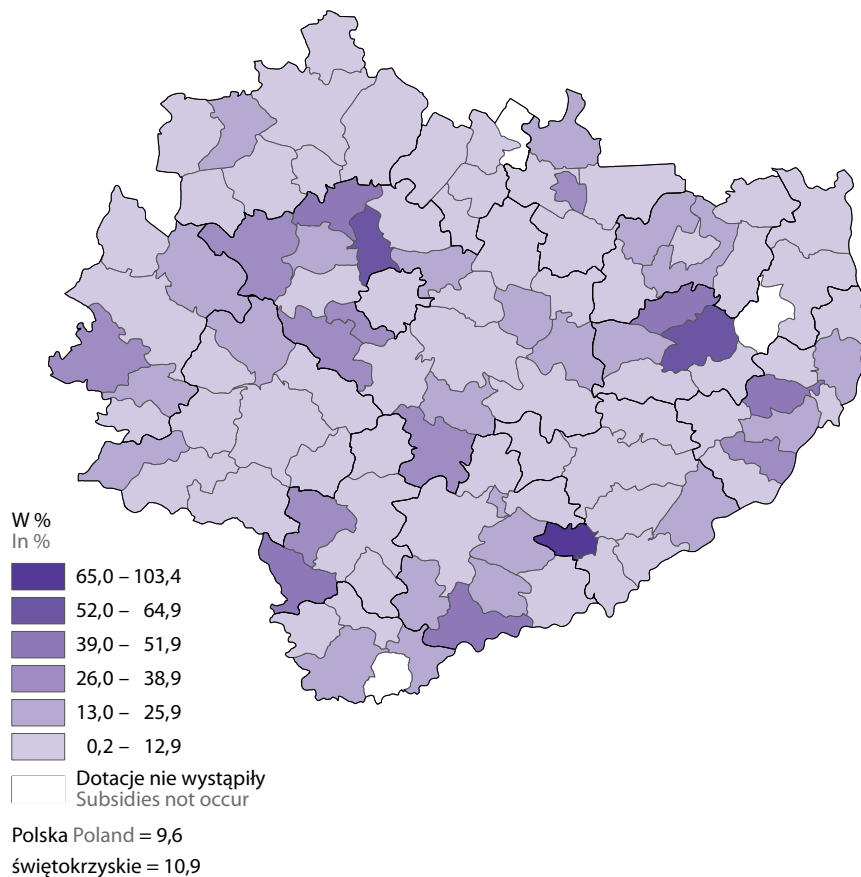 W %
In %
65,0 – 103,4
52,0 – 64,9
39,0 – 51,9
26,0 – 38,9
13,0 – 25,9
0,2 – 12,9
Dotacje nie wystąpiły
Subsidies not occur
Polska Poland = 9,6
świętokrzyskie = 10,9